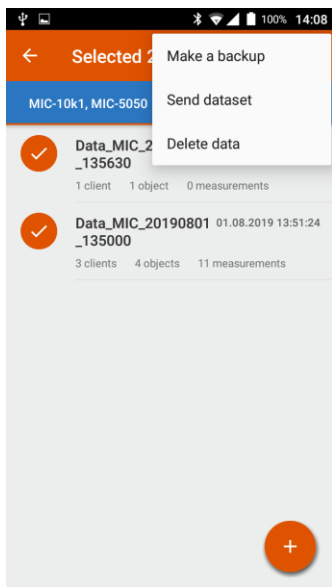 100% 14:08
Selected 2
Make a backup
Send dataset
Delete data
MIC-10k1, MIC-5050
Data_MIC_2
_135630
1 client 1 object 0 measurements
Data_MIC_20190801 01.08.2019 13:51:24
_135000
3 clients 4 objects 11 measurements